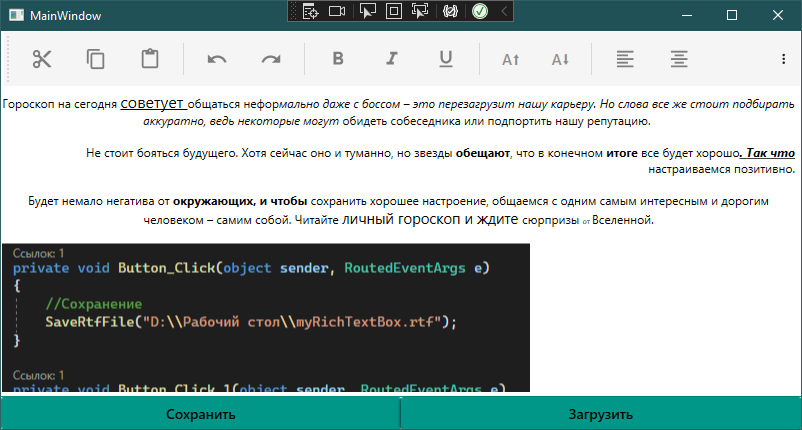 MainWindow
B I U A A
Гороскоп на сегодня советует общаться неформально даже с боссом – это перезагрузит нашу карьеру. Но слова все же стоит подбирать
аккуратно, ведь некоторые могут обидеть собеседника или подпортить нашу репутацию.
Не стоит бояться будущего. Хотя сейчас оно и туманно, но звезды обещают, что в конечном итоге все будет хорошо. Так что
настраиваемся позитивно.
Будет немало негатива от окружающих, и чтобы сохранить хорошее настроение, общаемся с одним самым интересным и дорогим
человеком – самим собой. Читайте личный гороскоп и ждите сюрпризы от Вселенной.
Ссылок: 1
private void Button_Click(object sender, RoutedEventArgs e)
{
//Сохранение
SaveRtfFile("D:\\Рабочий стол\\myRichTextBox.rtf");
}
Ссылок: 1
private void Button_Click_1(object sender, RoutedEventArgs e)
Сохранить Загрузить